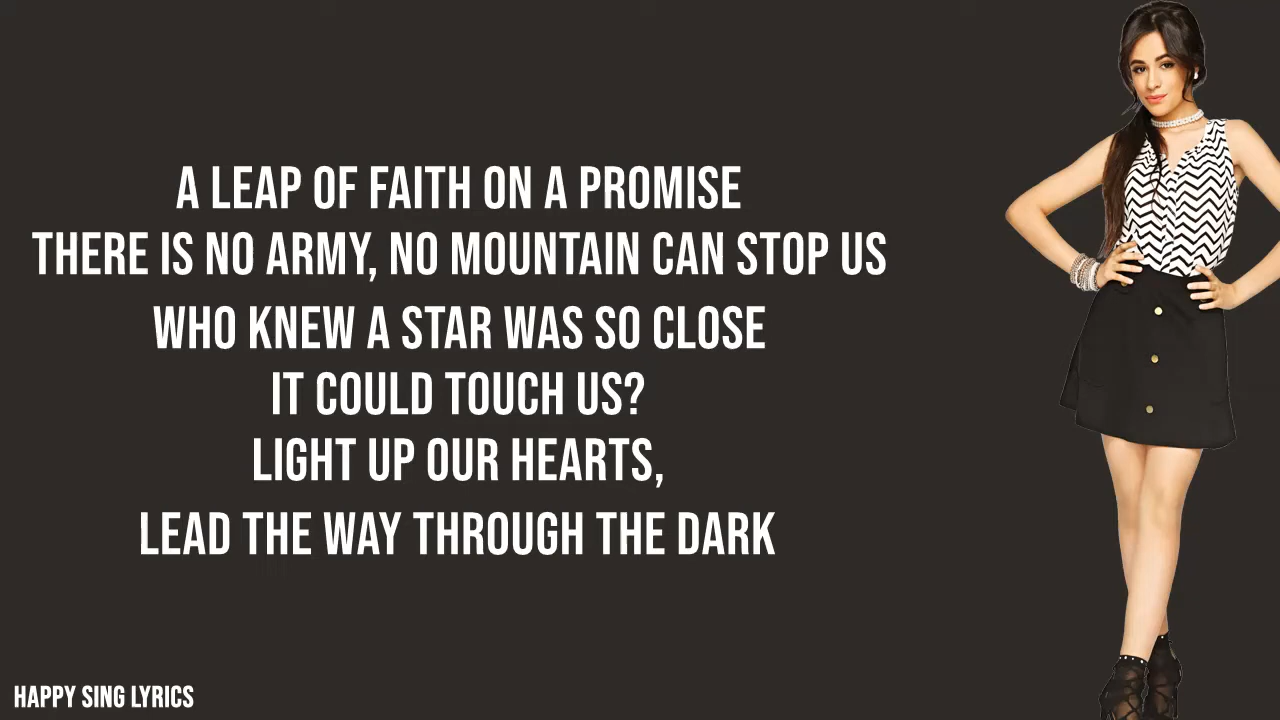 A LEAP OF FAITH ON A PROMISE
THERE IS NO ARMY, NO MOUNTAIN CAN STOP US
WHO KNEW A STAR WAS SO CLOSE
IT COULD TOUCH US?
LIGHT UP OUR HEARTS,
LEAD THE WAY THROUGH THE DARK
HAPPY SING LYRICS